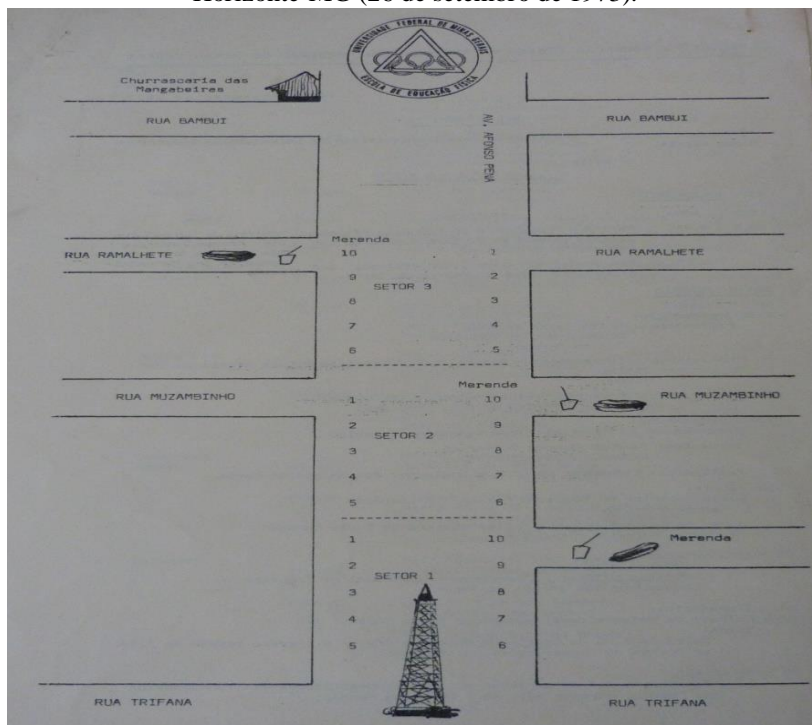 Horizonte-MG (26 de setembro de 1975).
UNIVERSIDADE FEDERAL DE MINAS GERAIS
ESCOLA DE EDUCAÇÃO FÍSICA
Churrascaria das
Mangabeiras
RUA BAMBUI
AV. AFONSO PENA
RUA BAMBUI
Merenda
RUA RAMALHETE
10
1
RUA RAMALHETE
9
2
SETOR 3
8
3
7
4
6
5
Merenda
RUA MUZAMBINHO
1
10
RUA MUZAMBINHO
2
9
SETOR 2
3
8
4
7
5
6
1
10
Merenda
2
9
SETOR 1
3
8
4
7
5
6
RUA TRIFANA
RUA TRIFANA